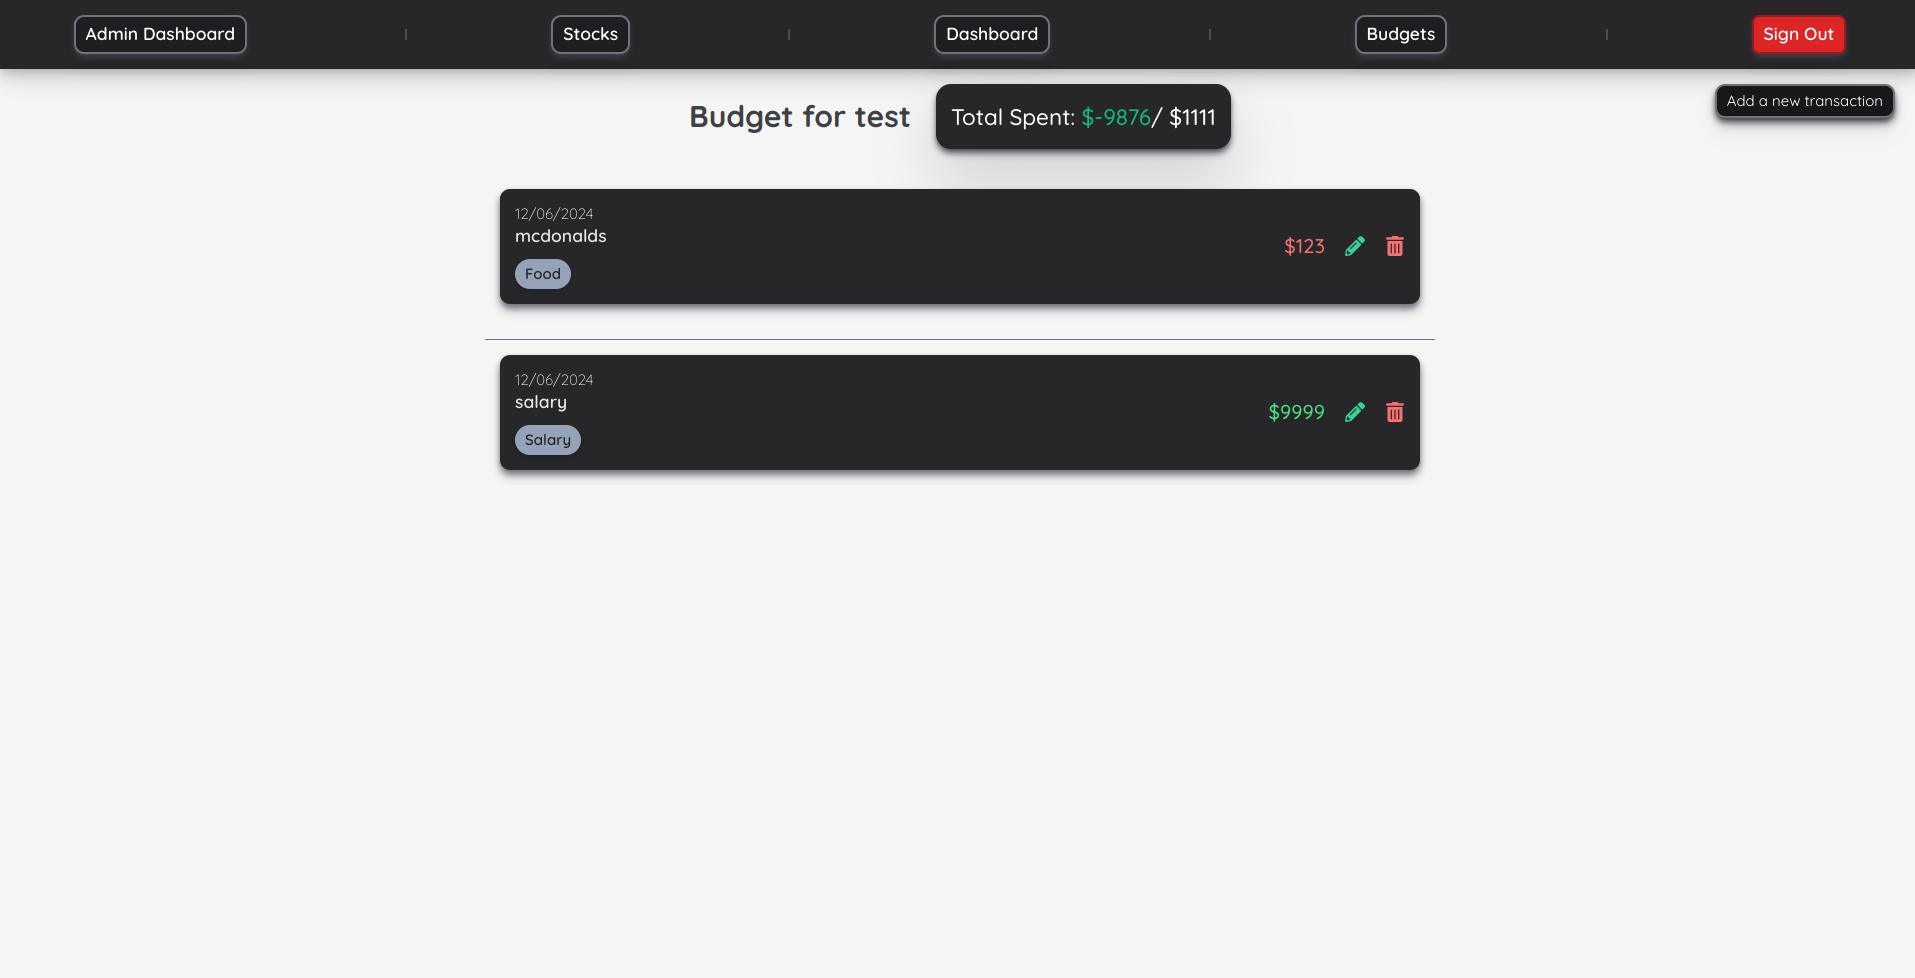 Admin Dashboard | Stocks | Dashboard | Budgets | Sign Out
Add a new transaction
Budget for test
Total Spent: $-9876/ $1111
12/06/2024
mcdonalds
Food
$123
12/06/2024
salary
Salary
$9999